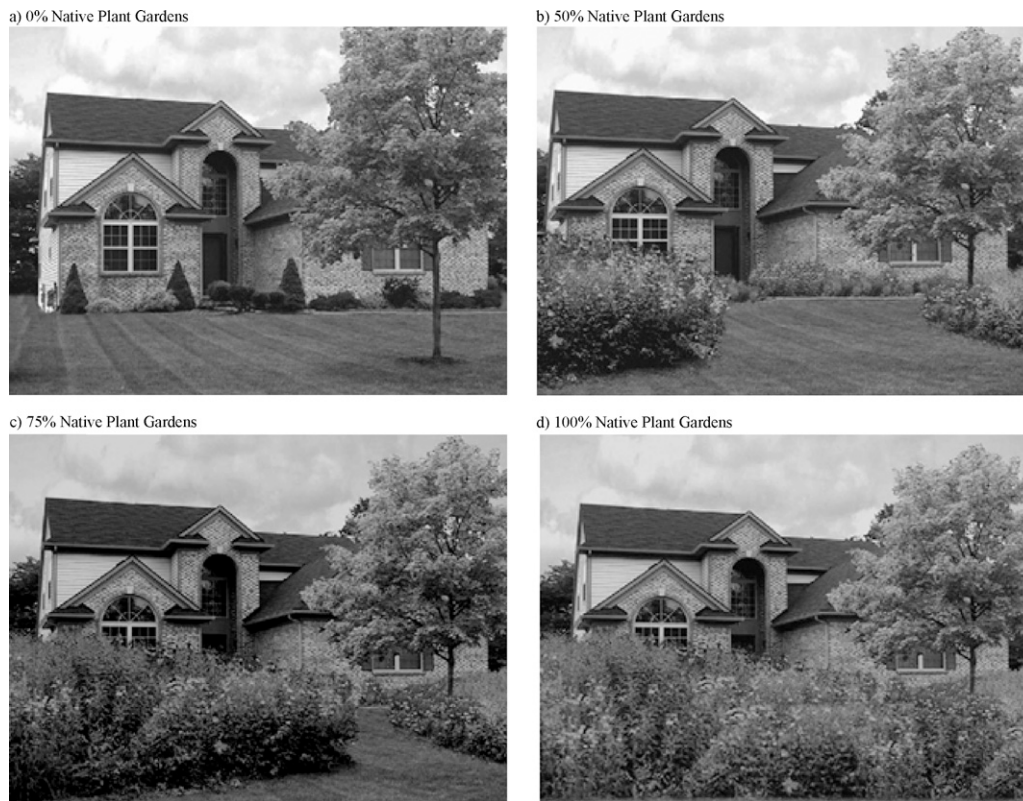 a) 0% Native Plant Gardens
b) 50% Native Plant Gardens
c) 75% Native Plant Gardens
d) 100% Native Plant Gardens